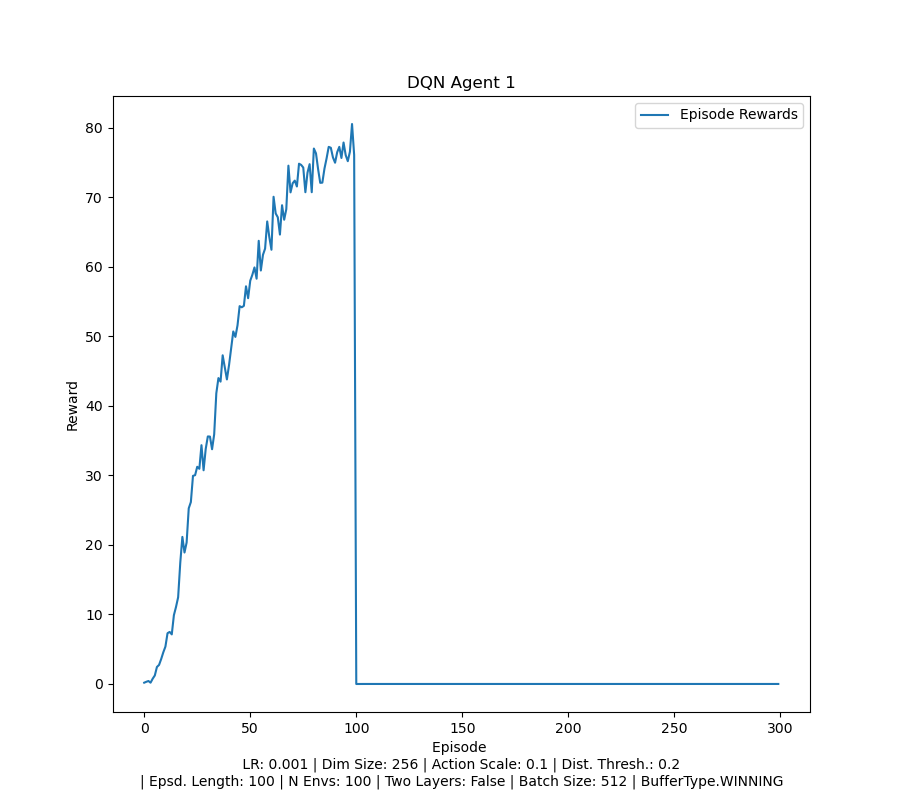 DQN Agent 1
Episode Rewards
80
70
60
50
40
30
20
10
0
Reward
0 50 100 150 200 250 300
Episode
LR: 0.001 | Dim Size: 256 | Action Scale: 0.1 | Dist. Thresh.: 0.2
| Epsd. Length: 100 | N Envs: 100 | Two Layers: False | Batch Size: 512 | BufferType.WINNING